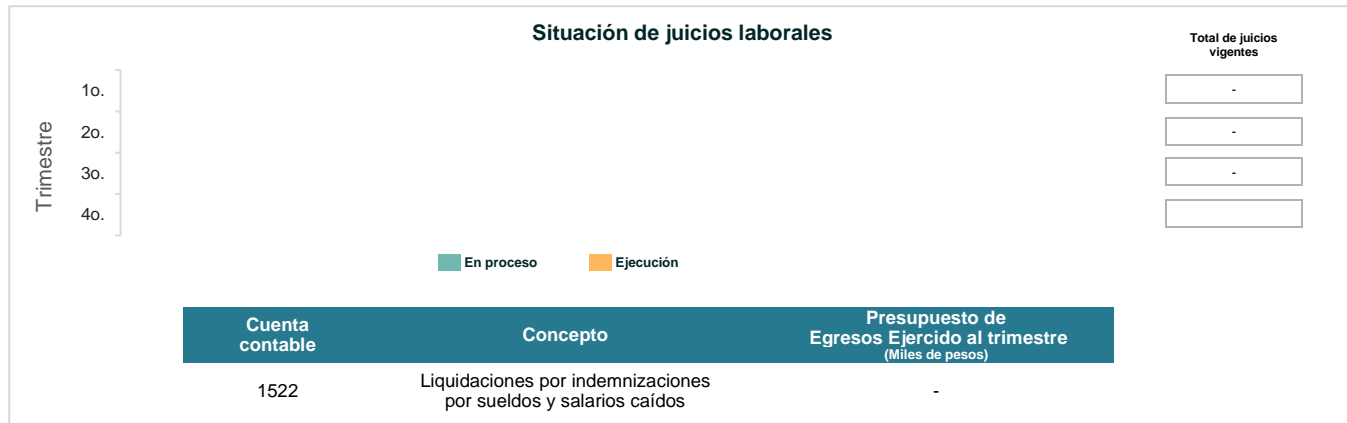 Situación de juicios laborales
Total de juicios
vigentes
Trimestre
1o.
-
2o.
-
3o.
-
4o.
En proceso
Ejecución
Cuenta
contable
Concepto
Presupuesto de
Egresos Ejercido al trimestre
(Miles de pesos)
1522
Liquidaciones por indemnizaciones
por sueldos y salarios caídos
-